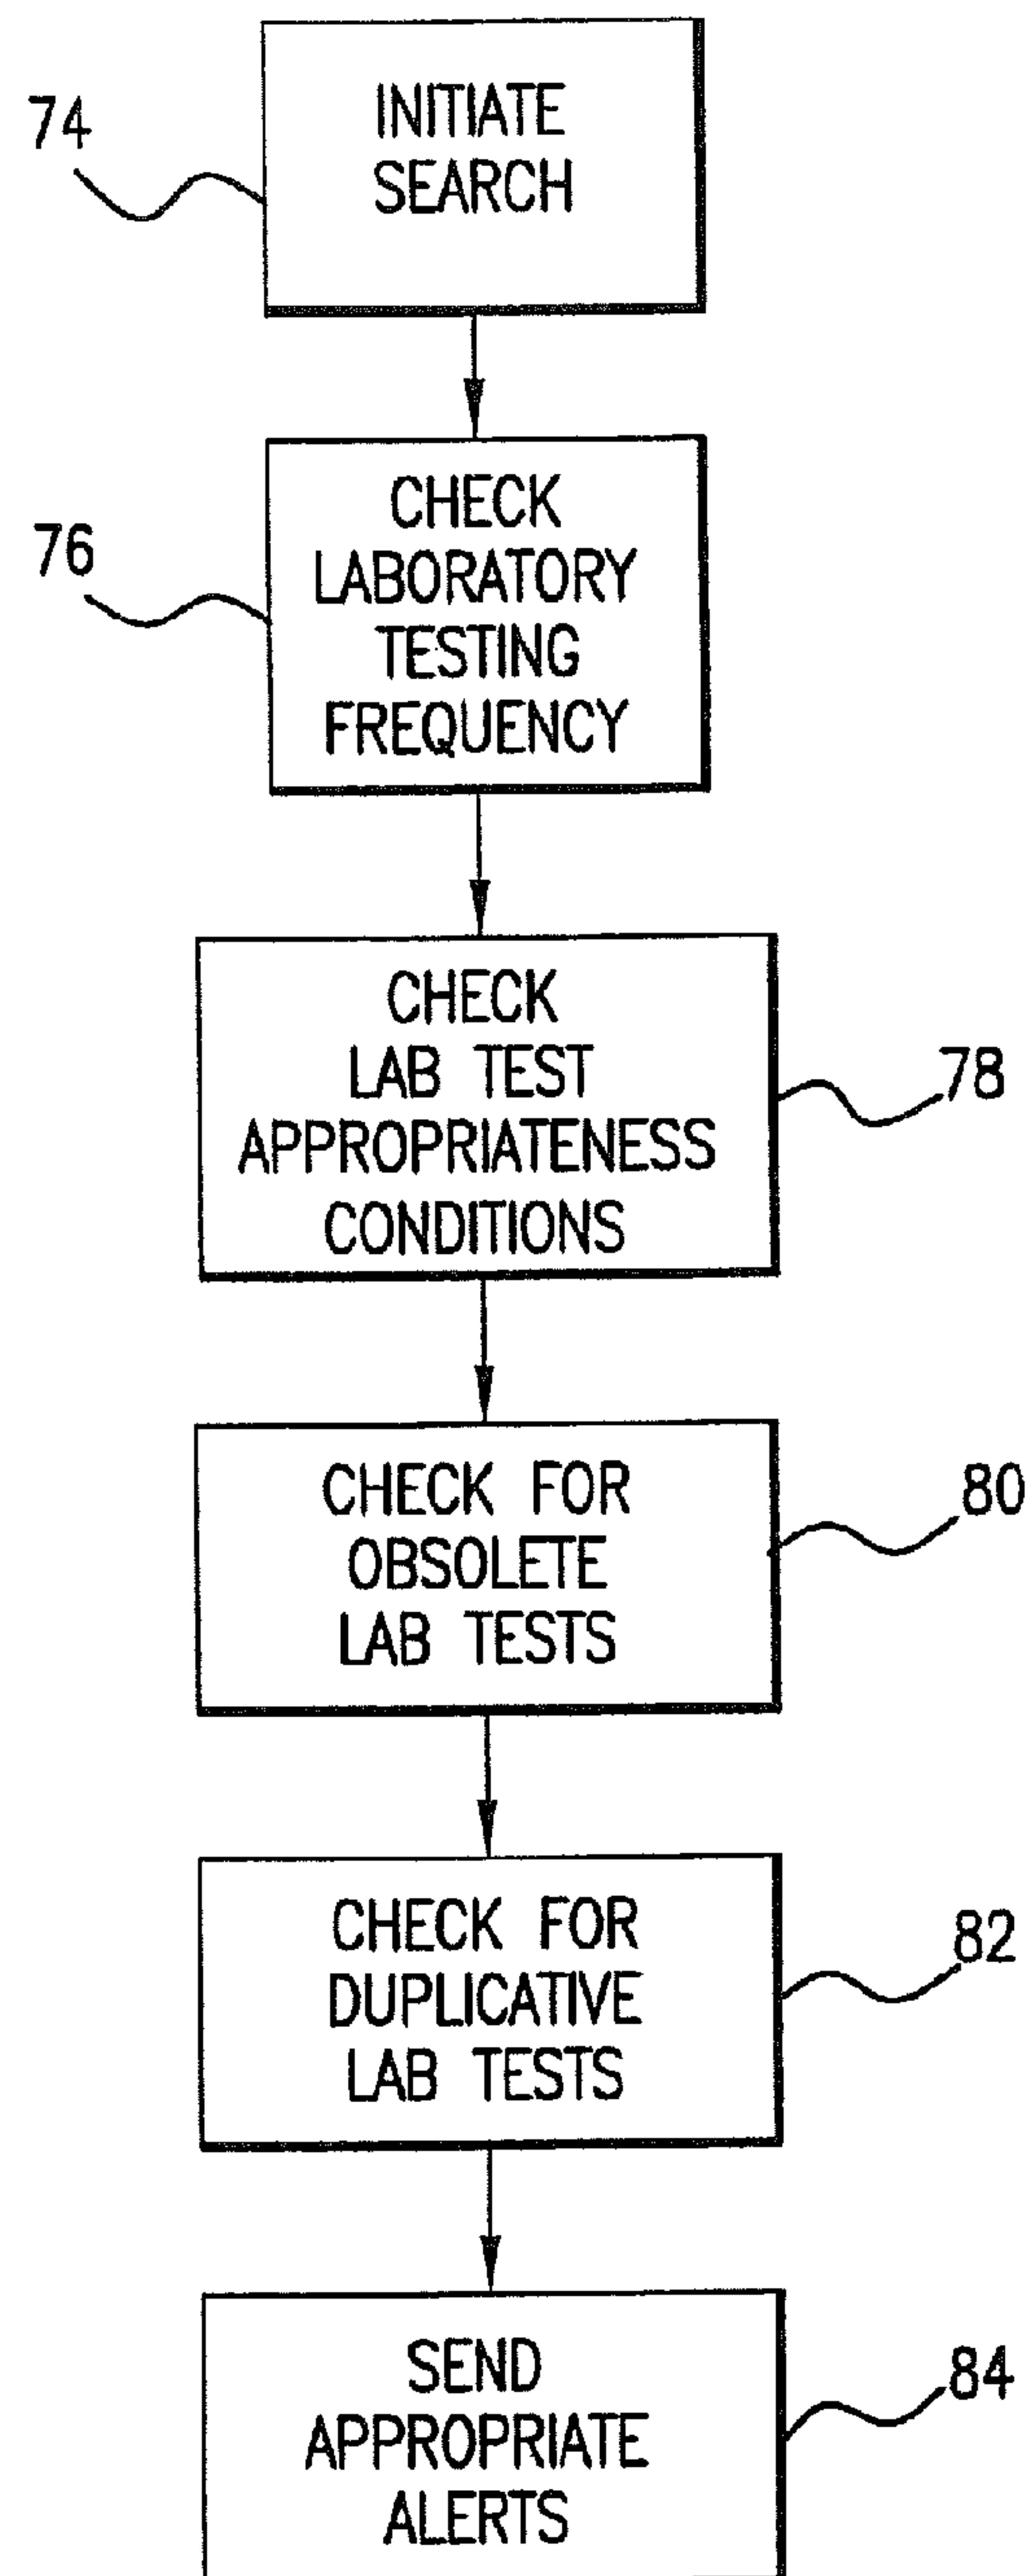 74
INITIATE
SEARCH
76
CHECK
LABORATORY
TESTING
FREQUENCY
CHECK
LAB TEST
APPROPRIATENESS
CONDITIONS
78
CHECK FOR
OBSOLETE
LAB TESTS
80
CHECK FOR
DUPLICATIVE
LAB TESTS
82
SEND
APPROPRIATE
ALERTS
84